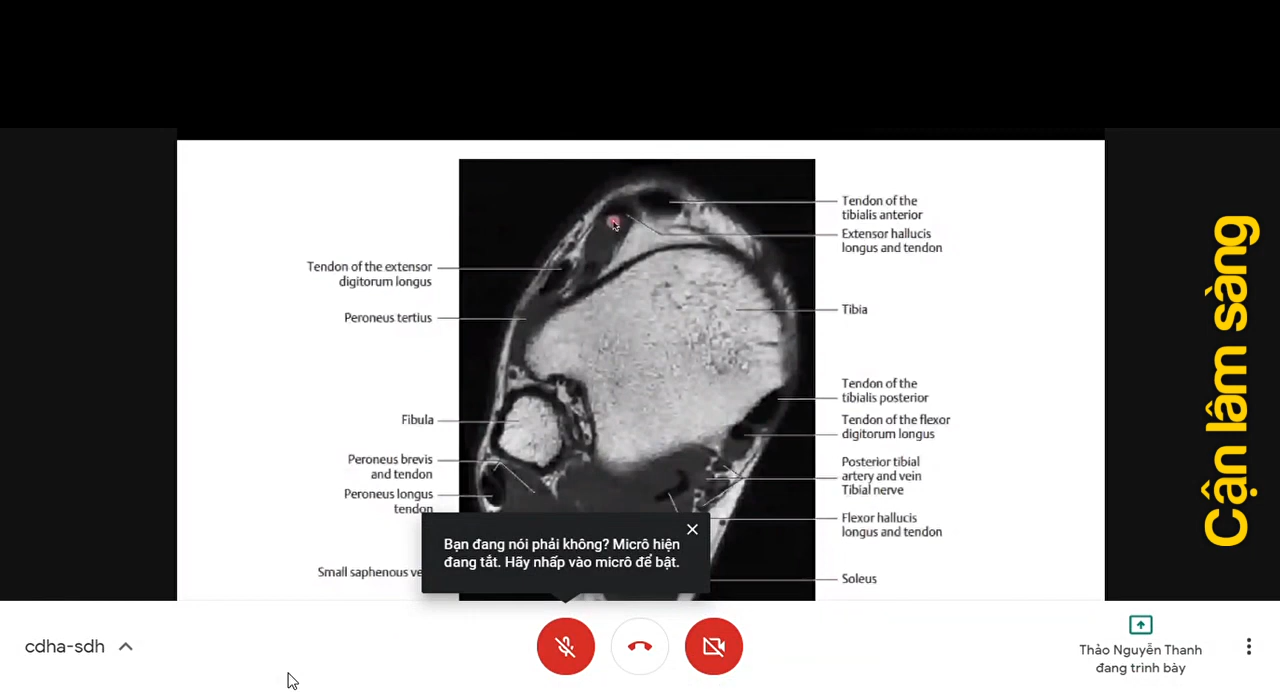 Tendon of the
tibialis anterior
Extensor hallucis
longus and tendon
Tendon of the extensor
digitorum longus
Peroneus tertius
Tibia
Tendon of the
tibialis posterior
Fibula
Tendon of the flexor
digitorum longus
Peroneus brevis
and tendon
Posterior tibial
artery and vein
Tibial nerve
Peroneus longus
tendon
Flexor hallucis
longus and tendon
Small saphenous ve
Soleus
Bạn đang nói phải không? Micrô hiện
đang tắt. Hãy nhấp vào micrô để bật.
Cận lâm sàng
cdha-sdh
Thảo Nguyễn Thanh
đang trình bày